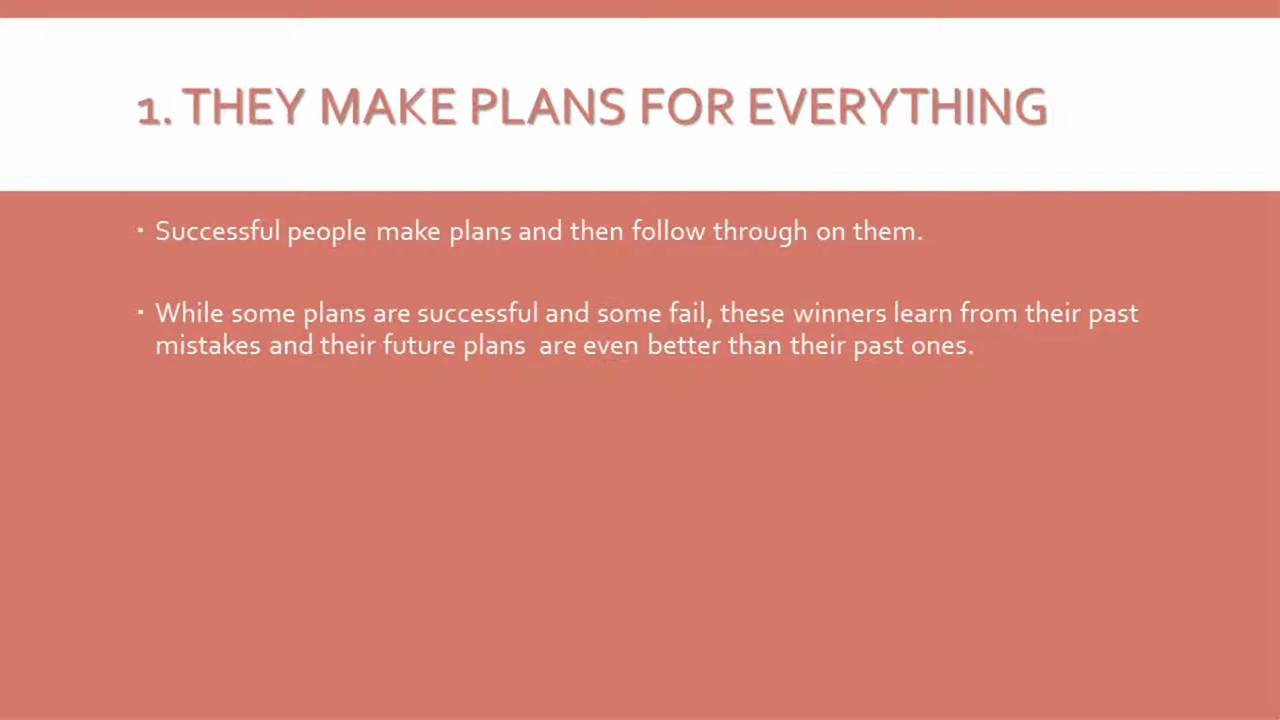 1. THEY MAKE PLANS FOR EVERYTHING
▪ Successful people make plans and then follow through on them.
▪ While some plans are successful and some fail, these winners learn from their past
mistakes and their future plans  are even better than their past ones.